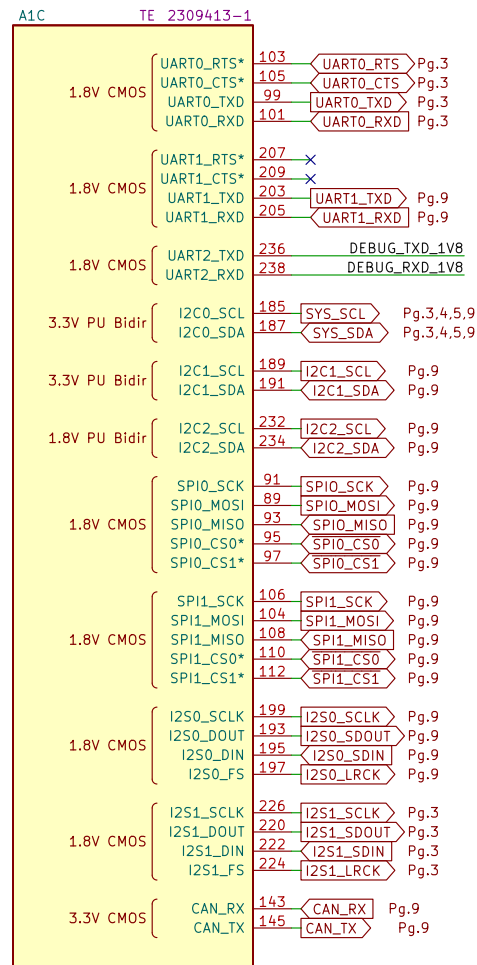 A1C TE 2309413-1
UART0_RTS* 103 UART0_RTS Pg.3
UART0_CTS* 105 UART0_CTS Pg.3
1.8V CMOS
UART0_TXD 99 UART0_TXD Pg.3
UART0_RXD 101 UART0_RXD Pg.3
UART1_RTS* 207
UART1_CTS* 209
1.8V CMOS
UART1_TXD 203 UART1_TXD Pg.9
UART1_RXD 205 UART1_RXD Pg.9
UART2_TXD 236 DEBUG_TXD_1V8
1.8V CMOS
UART2_RXD 238 DEBUG_RXD_1V8
I2C0_SCL 185 SYS_SCL Pg.3,4,5,9
3.3V PU Bidir
I2C0_SDA 187 SYS_SDA Pg.3,4,5,9
I2C1_SCL 189 I2C1_SCL Pg.9
3.3V PU Bidir
I2C1_SDA 191 I2C1_SDA Pg.9
I2C2_SCL 232 I2C2_SCL Pg.9
1.8V PU Bidir
I2C2_SDA 234 I2C2_SDA Pg.9
SPI0_SCK 91 SPI0_SCK Pg.9
SPI0_MOSI 89 SPI0_MOSI Pg.9
1.8V CMOS SPI0_MISO 93 SPI0_MISO Pg.9
SPI0_CS0* 95 SPI0_CS0 Pg.9
SPI0_CS1* 97 SPI0_CS1 Pg.9
SPI1_SCK 106 SPI1_SCK Pg.9
SPI1_MOSI 104 SPI1_MOSI Pg.9
1.8V CMOS SPI1_MISO 108 SPI1_MISO Pg.9
SPI1_CS0* 110 SPI1_CS0 Pg.9
SPI1_CS1* 112 SPI1_CS1 Pg.9
I2S0_SCLK 199 I2S0_SCLK Pg.9
I2S0_DOUT 193 I2S0_SDOUT Pg.9
1.8V CMOS
I2S0_DIN 195 I2S0_SDIN Pg.9
I2S0_FS 197 I2S0_LRCK Pg.9
I2S1_SCLK 226 I2S1_SCLK Pg.3
I2S1_DOUT 220 I2S1_SDOUT Pg.3
1.8V CMOS
I2S1_DIN 222 I2S1_SDIN Pg.3
I2S1_FS 224 I2S1_LRCK Pg.3
CAN_RX 143 CAN_RX Pg.9
3.3V CMOS
CAN_TX 145 CAN_TX Pg.9